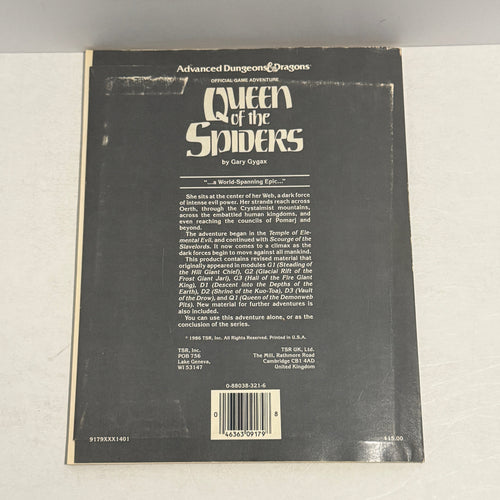 Advanced Dungeons & Dragons
OFFICIAL GAME ADVENTURE
QUEEN
of the
SPIDERS
by Gary Gygax
"...a World-Spanning Epic..."
She sits at the center of her Web, a dark force
of intense evil power. Her strands reach across
Oerth, through the Crystalmist mountains,
across the embattled human kingdoms, and
even reaching the councils of Pomarj and
beyond.
The adventure began in the Temple of Ele-
mental Evil, and continued with Scourge of the
Slavelords. It now comes to a climax as the
dark forces begin to move against all mankind.
This product contains revised material that
originally appeared in modules G1 (Steading of
the Hill Giant Chief), G2 (Glacial Rift of the
Frost Giant Jarl), G3 (Hall of the Fire Giant
King), D1 (Descent into the Depths of the
Earth), D2 (Shrine of the Kuo-Toa), D3 (Vault
of the Drow), and Q1 (Queen of the Demonweb
Pits). New material for further adventures is
also included.
You can use this adventure alone, or as the
conclusion of the series.
© 1986 TSR, Inc. All Rights Reserved. Printed in U.S.A.
TSR, Inc.
POB 756
Lake Geneva,
WI 53147
TSR UK, Ltd.
The Mill, Rathmore Road
Cambridge CB1 4AD
United Kingdom
0-88038-321-6
0 46363 09179 8
9179XXX1401
$15.00